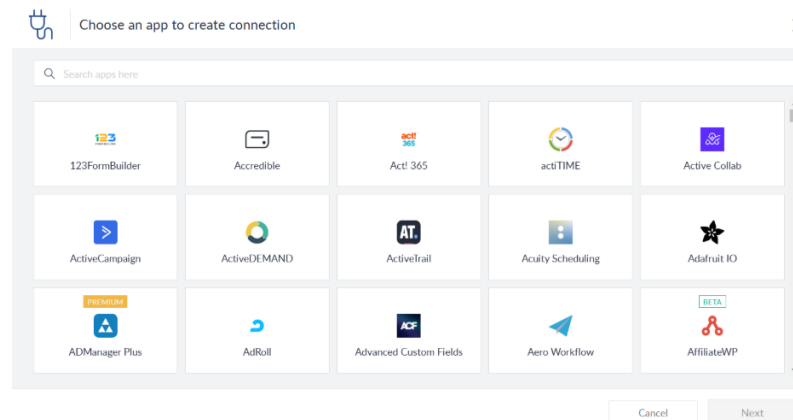 Choose an app to create connection
Search apps here
123
123FormBuilder
Accredible
act!
365
Act! 365
actiTIME
Active Collab
ActiveCampaign
ActiveDEMAND
AT.
ActiveTrail
Acuity Scheduling
Adafruit IO
PREMIUM
ADManager Plus
AdRoll
ACF
Advanced Custom Fields
Aero Workflow
BETA
AffiliateWP
Cancel
Next